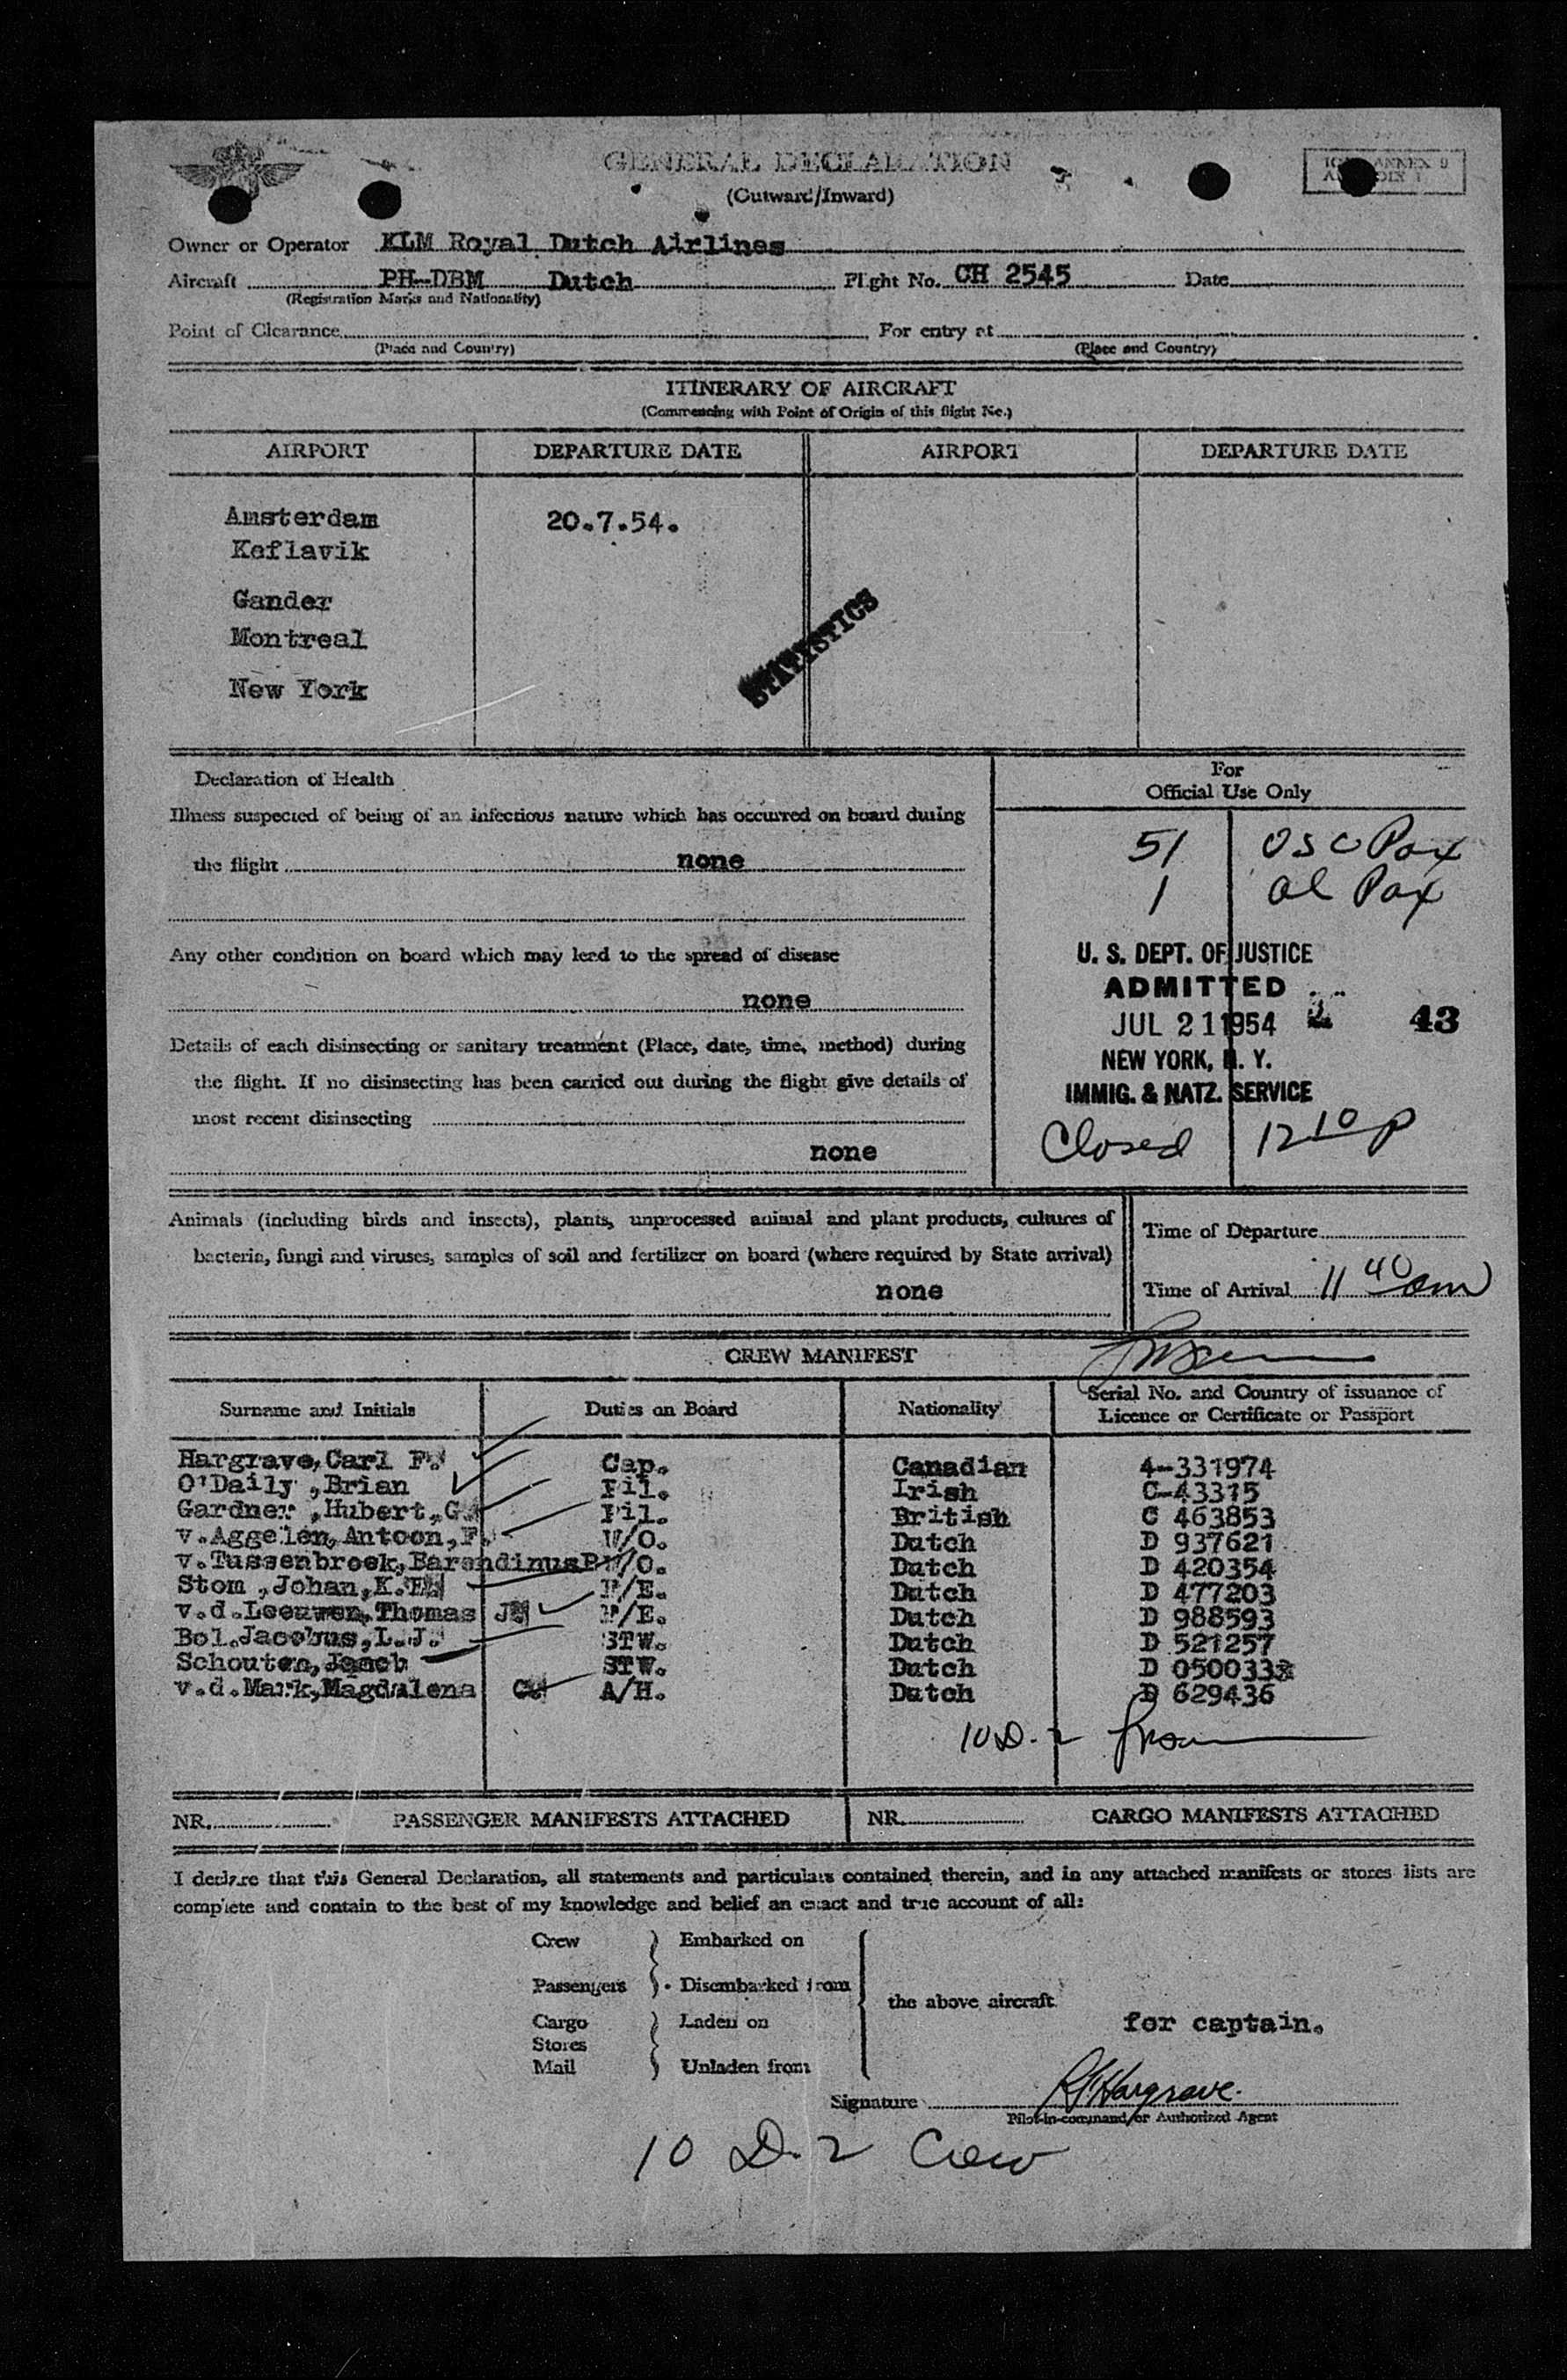 GENERAL DECLARATION
(Outward/Inward)
ANNEX 9
Owner or Operator KLM Royal Dutch Airlines
Aircraft PH-DBM Dutch Flight No. CH 2545 Date
(Registration Marks and Nationality)
Point of Clearance For entry at
(Place and Country) (Place and Country)
ITINERARY OF AIRCRAFT
(Commencing with Point of Origin of this flight No.)
AIRPORT DEPARTURE DATE AIRPORT DEPARTURE DATE
Amsterdam 20.7.54.
Keflavik
Gander
Montreal
New York
STATISTICS
Declaration of Health
Illness suspected of being of an infectious nature which has occurred on board during
the flight none
Any other condition on board which may lead to the spread of disease
none
Details of each disinsecting or sanitary treatment (Place, date, time, method) during
the flight. If no disinsecting has been carried out during the flight give details of
most recent disinsecting
none
For
Official Use Only
51 USC Pax
1 al Pax
U. S. DEPT. OF JUSTICE
ADMITTED
JUL 21 1954 43
NEW YORK, N. Y.
IMMIG. & NATZ. SERVICE
Closed 12 10 p
Animals (including birds and insects), plants, unprocessed animal and plant products, cultures of
bacteria, fungi and viruses, samples of soil and fertilizer on board (where required by State arrival)
none
Time of Departure
Time of Arrival 11 40 am
CREW MANIFEST
Surname and Initials Duties on Board Nationality Serial No. and Country of issuance of
Licence or Certificate or Passport
Hargrave, Carl F. Cap. Canadian 4-331974
O'Daily, Brian Pil. Irish C-43315
Gardner, Hubert, G. Pil. British C 463853
v.Aggelen, Antoon, F. W/O. Dutch D 937621
v.Tussenbroek, Barendinus P W/O. Dutch D 420354
Stom, Johan, K. F/E. Dutch D 477203
v.d.Leeuwen, Thomas J F/E. Dutch D 988593
Bol. Jacobus, L.J. STW. Dutch D 521257
Schouten, Jacob STW. Dutch D 050033
v.d.Mark, Magdalena C A/H. Dutch D 629436
10 D-2
NR. PASSENGER MANIFESTS ATTACHED NR. CARGO MANIFESTS ATTACHED
I declare that this General Declaration, all statements and particulars contained therein, and in any attached manifests or stores lists are
complete and contain to the best of my knowledge and belief an exact and true account of all:
Crew Embarked on
Passengers Disembarked from
the above aircraft
Cargo Laden on
Stores
Mail Unladen from
for captain.
Signature Hargrave.
Pilot-in-command or Authorized Agent
10 D-2 Crew